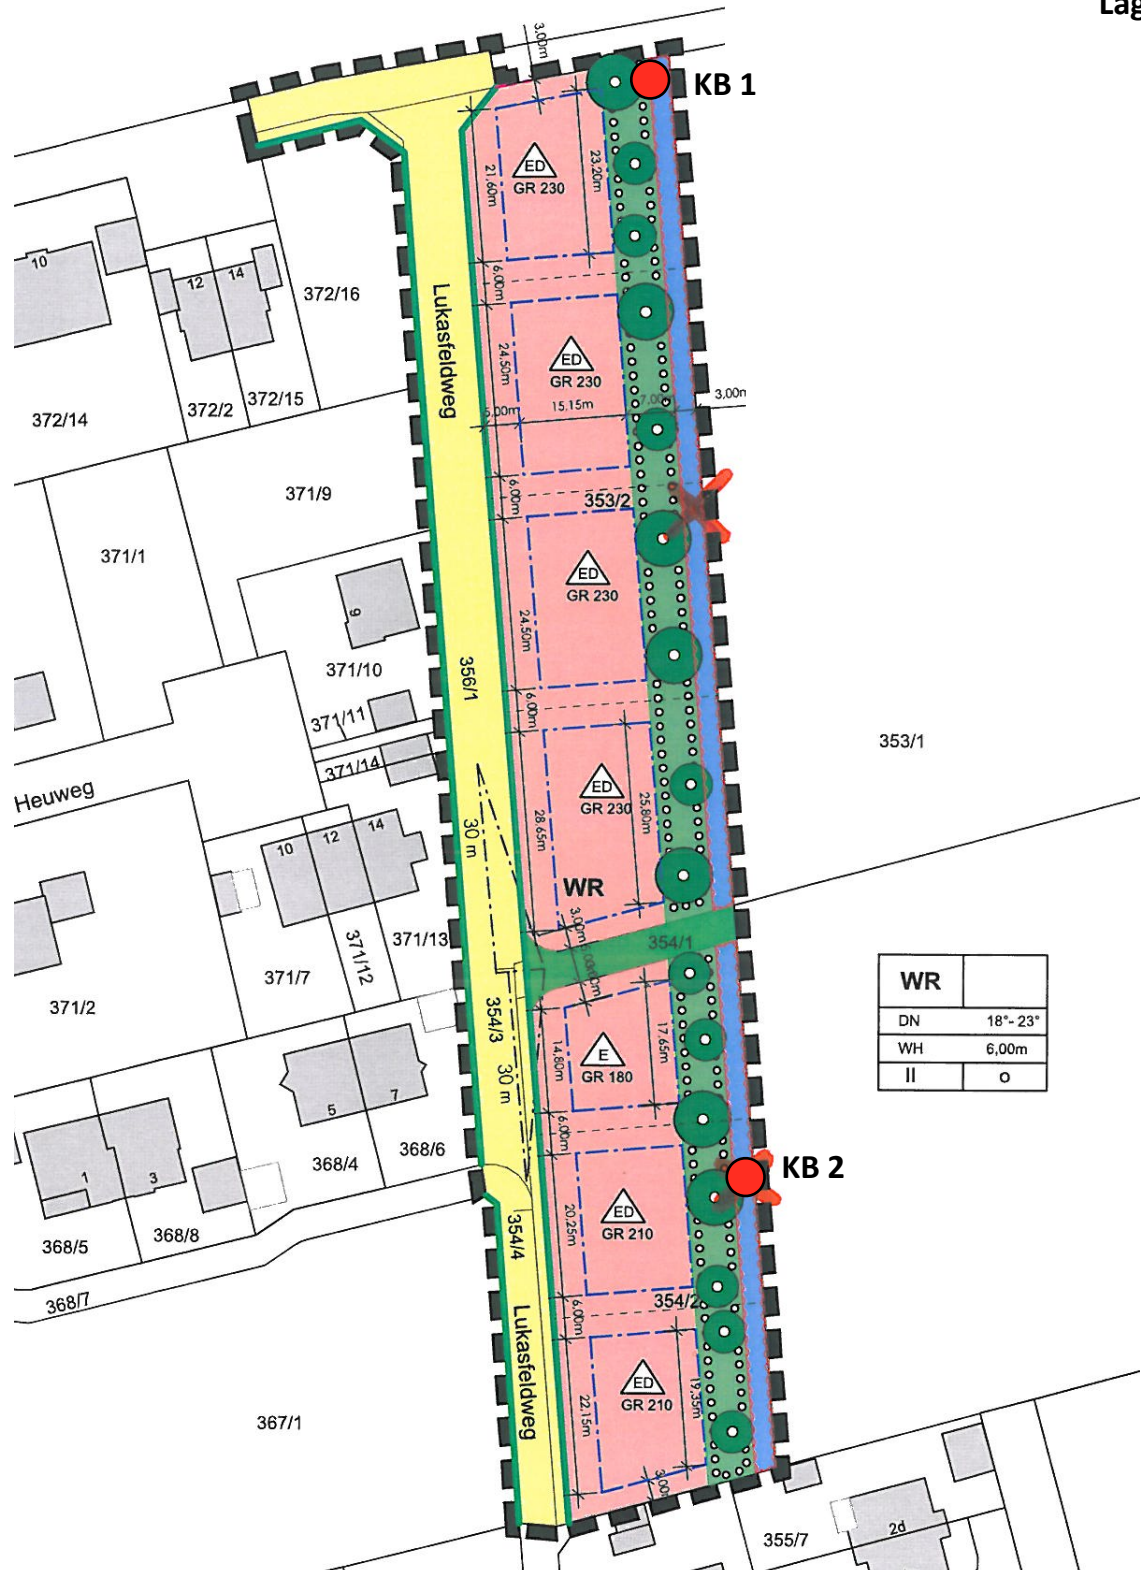 Lag
3.00m
KB 1
ED
GR 230
21,60m
23,20m
10
12
14
372/16
6,00m
Lukasfeldweg
ED
GR 230
24,50m
372/14
372/2
372/15
5,00m
15,15m
7,00m
3,00m
371/9
6,00m
353/2
371/1
ED
GR 230
9
24,50m
371/10
356/1
6,00m
371/11
371/14
353/1
Heuweg
ED
GR 230
28,65m
25,80m
30 m
10
12
14
WR
3,00m
371/13
354/1
371/12
371/7
371/2
WR
DN 18°- 23°
WH 6,00m
II o
354/3
E
GR 180
14,80m
17,65m
30 m
5
7
6,00m
368/4
368/6
1
3
KB 2
ED
GR 210
20,25m
368/5
368/8
354/4
368/7
354/2
6,00m
Lukasfeldweg
ED
GR 210
22,15m
19,35m
367/1
3,00m
355/7
2d